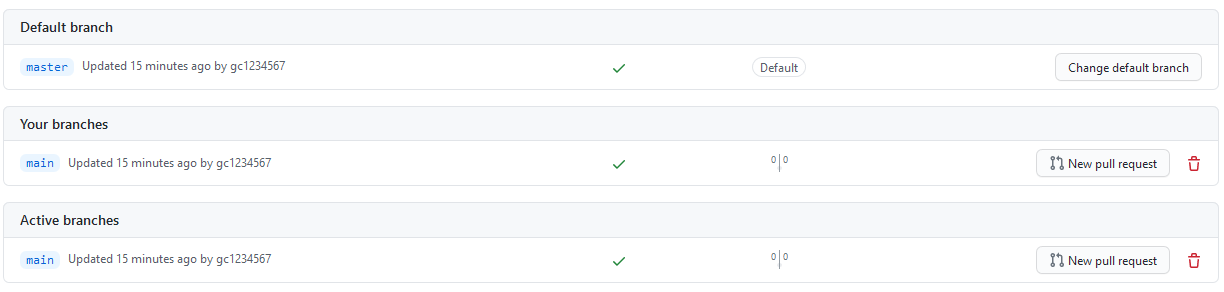 Default branch
master Updated 15 minutes ago by gc1234567 Default Change default branch
Your branches
main Updated 15 minutes ago by gc1234567 0 0 New pull request
Active branches
main Updated 15 minutes ago by gc1234567 0 0 New pull request